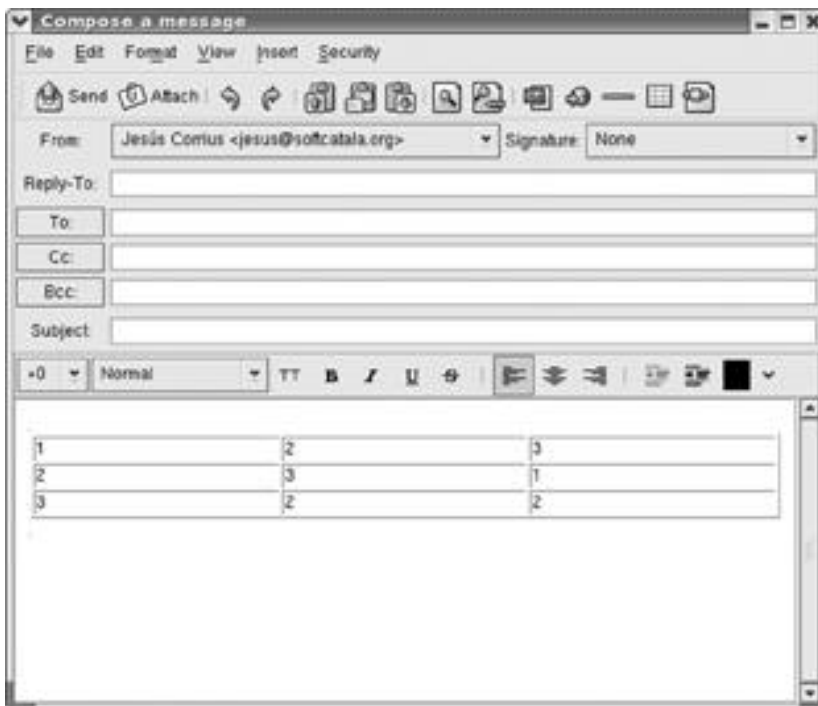 Compose a message
File Edit Format View Insert Security
Send Attach
From: Jesús Corrius <jesus@softcatala.org> Signature: None
Reply-To:
To:
Cc:
Bcc:
Subject:
+0 Normal TT B I U S
1 2 3
2 3 1
3 2 2